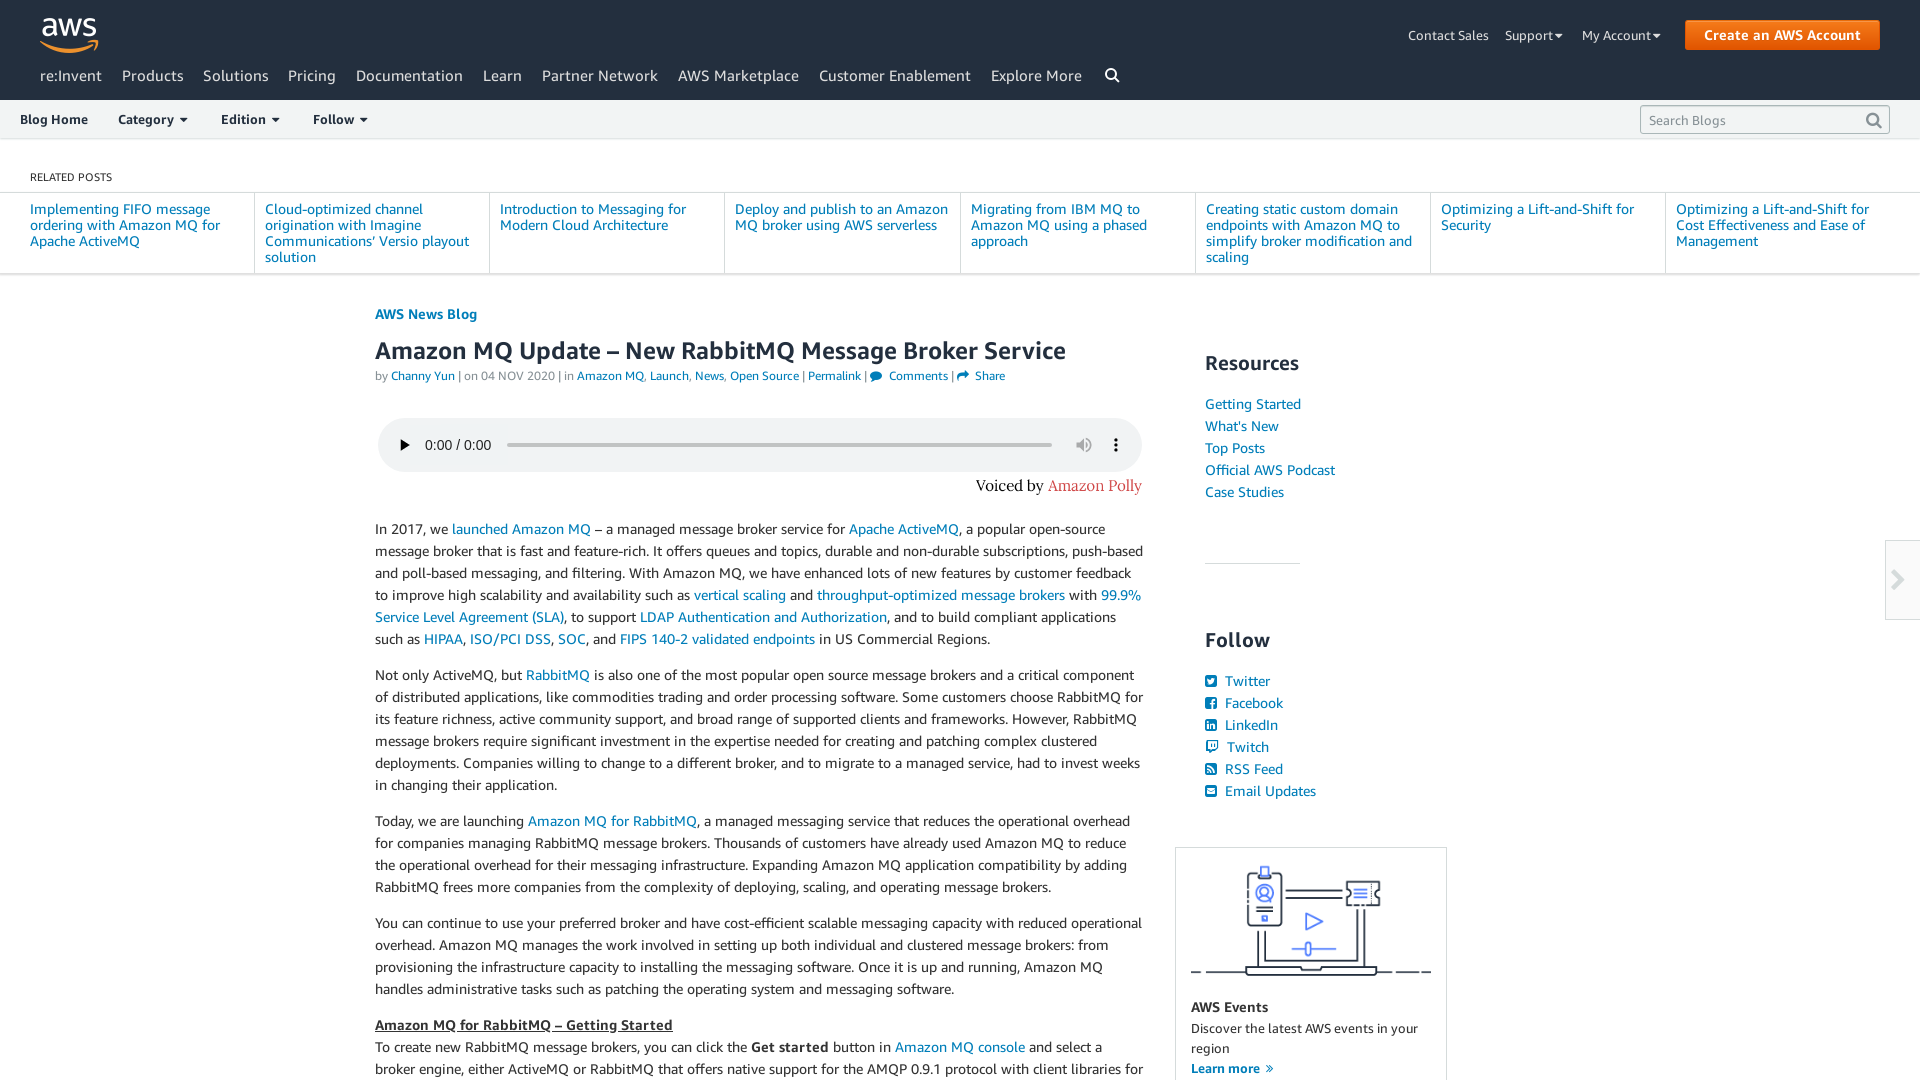 aws
Contact Sales Support My Account Create an AWS Account
re:Invent Products Solutions Pricing Documentation Learn Partner Network AWS Marketplace Customer Enablement Explore More
Blog Home Category Edition Follow Search Blogs
RELATED POSTS
Implementing FIFO message
ordering with Amazon MQ for
Apache ActiveMQ
Cloud-optimized channel
origination with Imagine
Communications’ Versio playout
solution
Introduction to Messaging for
Modern Cloud Architecture
Deploy and publish to an Amazon
MQ broker using AWS serverless
Migrating from IBM MQ to
Amazon MQ using a phased
approach
Creating static custom domain
endpoints with Amazon MQ to
simplify broker modification and
scaling
Optimizing a Lift-and-Shift for
Security
Optimizing a Lift-and-Shift for
Cost Effectiveness and Ease of
Management
AWS News Blog
Amazon MQ Update – New RabbitMQ Message Broker Service
by Channy Yun | on 04 NOV 2020 | in Amazon MQ, Launch, News, Open Source | Permalink | Comments | Share
0:00 / 0:00
Voiced by Amazon Polly
In 2017, we launched Amazon MQ – a managed message broker service for Apache ActiveMQ, a popular open-source
message broker that is fast and feature-rich. It offers queues and topics, durable and non-durable subscriptions, push-based
and poll-based messaging, and filtering. With Amazon MQ, we have enhanced lots of new features by customer feedback
to improve high scalability and availability such as vertical scaling and throughput-optimized message brokers with 99.9%
Service Level Agreement (SLA), to support LDAP Authentication and Authorization, and to build compliant applications
such as HIPAA, ISO/PCI DSS, SOC, and FIPS 140-2 validated endpoints in US Commercial Regions.
Not only ActiveMQ, but RabbitMQ is also one of the most popular open source message brokers and a critical component
of distributed applications, like commodities trading and order processing software. Some customers choose RabbitMQ for
its feature richness, active community support, and broad range of supported clients and frameworks. However, RabbitMQ
message brokers require significant investment in the expertise needed for creating and patching complex clustered
deployments. Companies willing to change to a different broker, and to migrate to a managed service, had to invest weeks
in changing their application.
Today, we are launching Amazon MQ for RabbitMQ, a managed messaging service that reduces the operational overhead
for companies managing RabbitMQ message brokers. Thousands of customers have already used Amazon MQ to reduce
the operational overhead for their messaging infrastructure. Expanding Amazon MQ application compatibility by adding
RabbitMQ frees more companies from the complexity of deploying, scaling, and operating message brokers.
You can continue to use your preferred broker and have cost-efficient scalable messaging capacity with reduced operational
overhead. Amazon MQ manages the work involved in setting up both individual and clustered message brokers: from
provisioning the infrastructure capacity to installing the messaging software. Once it is up and running, Amazon MQ
handles administrative tasks such as patching the operating system and messaging software.
Amazon MQ for RabbitMQ – Getting Started
To create new RabbitMQ message brokers, you can click the Get started button in Amazon MQ console and select a
broker engine, either ActiveMQ or RabbitMQ that offers native support for the AMQP 0.9.1 protocol with client libraries for
Resources
Getting Started
What's New
Top Posts
Official AWS Podcast
Case Studies
Follow
Twitter
Facebook
LinkedIn
Twitch
RSS Feed
Email Updates
AWS Events
Discover the latest AWS events in your
region
Learn more »